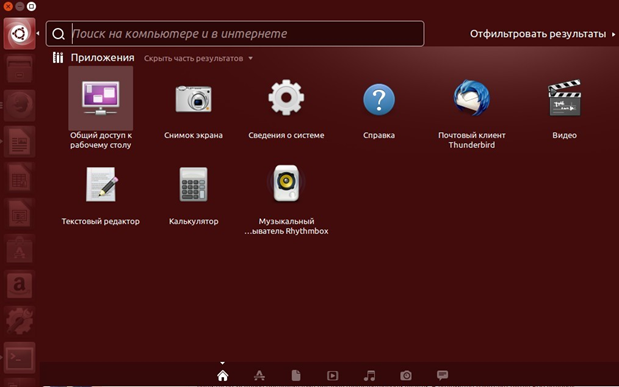 Поиск на компьютере и в интернете
Отфильтровать результаты
Приложения Скрыть часть результатов
Общий доступ к
рабочему столу
Снимок экрана
Сведения о системе
Справка
Почтовый клиент
Thunderbird
Видео
Текстовый редактор
Калькулятор
Музыкальный
...ыватель Rhythmbox